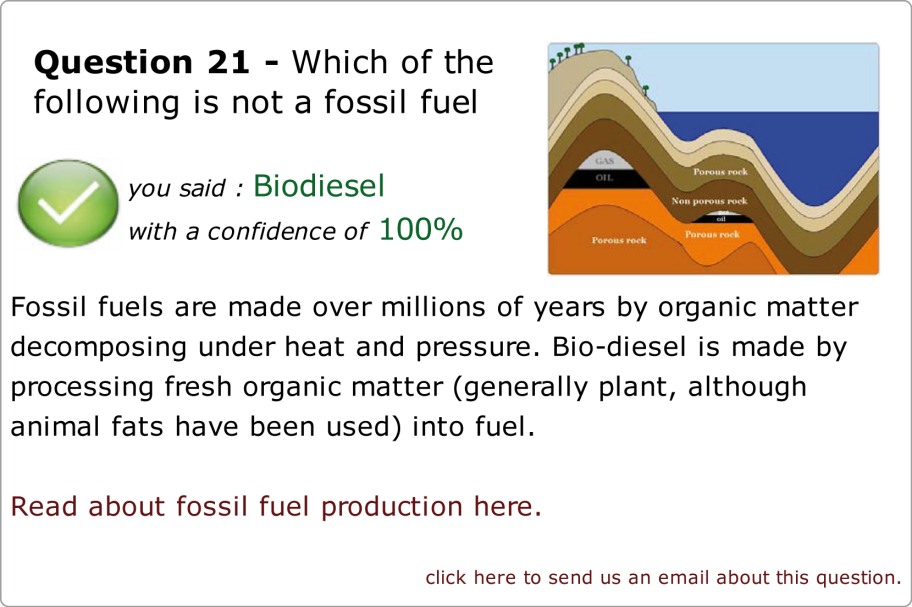 Question 21 - Which of the
following is not a fossil fuel
you said : Biodiesel
with a confidence of 100%
GAS
OIL
Porous rock
Non porous rock
Gas
oil
Porous rock
Porous rock
Fossil fuels are made over millions of years by organic matter
decomposing under heat and pressure. Bio-diesel is made by
processing fresh organic matter (generally plant, although
animal fats have been used) into fuel.
Read about fossil fuel production here.
click here to send us an email about this question.